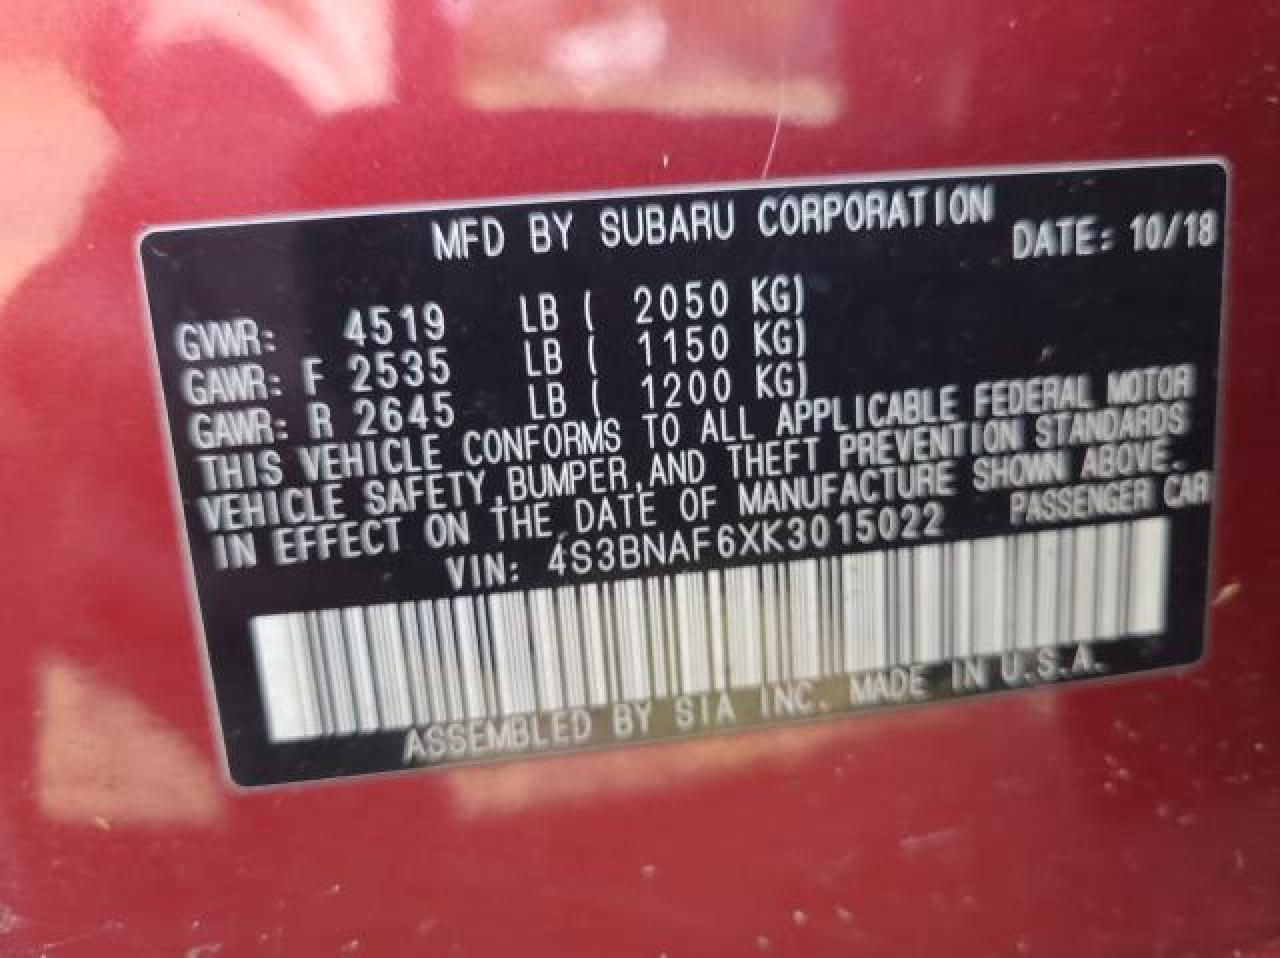 MFD BY SUBARU CORPORATION
DATE: 10/18
GVWR: 4519 LB ( 2050 KG)
GAWR: F 2535 LB ( 1150 KG)
GAWR: R 2645 LB ( 1200 KG)
THIS VEHICLE CONFORMS TO ALL APPLICABLE FEDERAL MOTOR
VEHICLE SAFETY,BUMPER,AND THEFT PREVENTION STANDARDS
IN EFFECT ON THE DATE OF MANUFACTURE SHOWN ABOVE.
VIN: 4S3BNAF6XK3015022 PASSENGER CAR
ASSEMBLED BY SIA INC. MADE IN U.S.A.